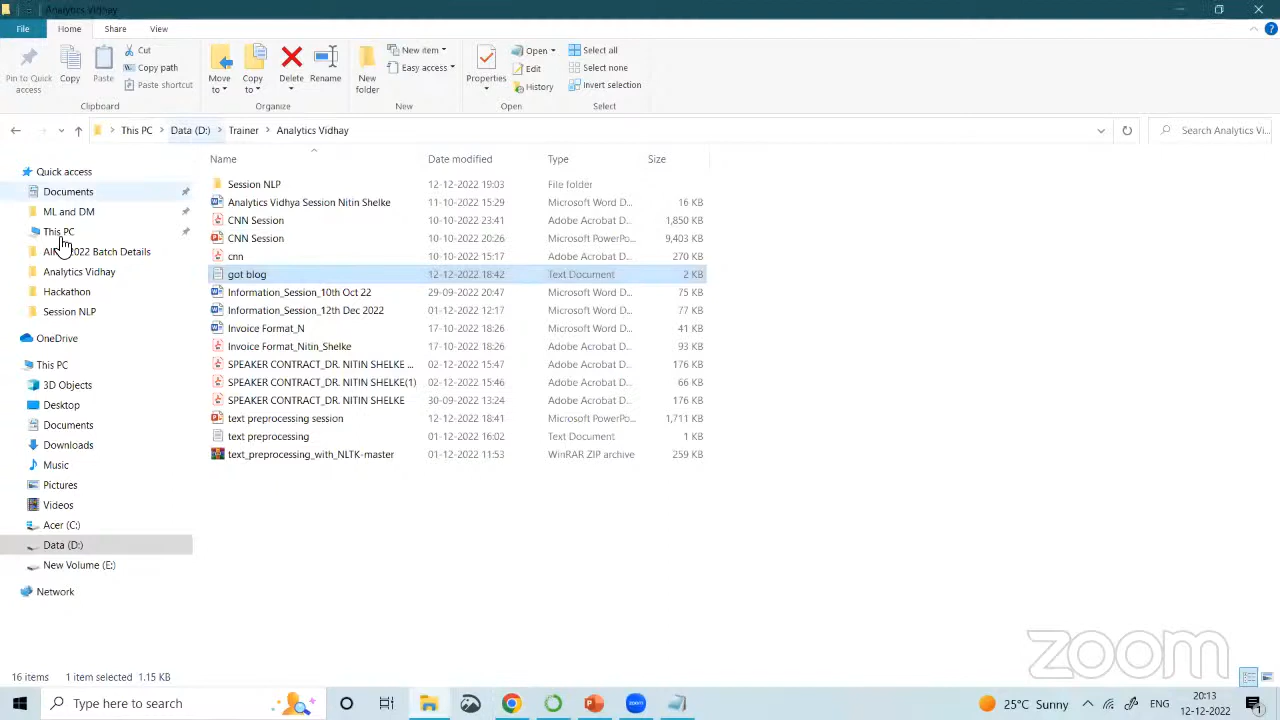 Analytics Vidhay
File Home Share View
Pin to Quick access
Copy
Paste
Cut
Copy path
Paste shortcut
Clipboard
Move to
Copy to
Delete
Rename
Organize
New folder
New item
Easy access
New
Properties
Open
Edit
History
Open
Select all
Select none
Invert selection
Select
This PC Data (D:) Trainer Analytics Vidhay
Search Analytics Vi...
Quick access
Documents
ML and DM
This PC
2022 Batch Details
Analytics Vidhay
Hackathon
Session NLP
OneDrive
This PC
3D Objects
Desktop
Documents
Downloads
Music
Pictures
Videos
Acer (C:)
Data (D:)
New Volume (E:)
Network
Name Date modified Type Size
Session NLP 12-12-2022 19:03 File folder
Analytics Vidhya Session Nitin Shelke 11-10-2022 15:29 Microsoft Word D... 16 KB
CNN Session 10-10-2022 23:41 Adobe Acrobat D... 1,850 KB
CNN Session 10-10-2022 20:26 Microsoft PowerPo... 9,403 KB
cnn 10-10-2022 15:17 Adobe Acrobat D... 270 KB
got blog 12-12-2022 18:42 Text Document 2 KB
Information_Session_10th Oct 22 29-09-2022 20:47 Microsoft Word D... 75 KB
Information_Session_12th Dec 2022 01-12-2022 12:17 Microsoft Word D... 77 KB
Invoice Format_N 17-10-2022 18:26 Microsoft Word D... 41 KB
Invoice Format_Nitin_Shelke 17-10-2022 18:26 Adobe Acrobat D... 93 KB
SPEAKER CONTRACT_DR. NITIN SHELKE ... 02-12-2022 15:47 Adobe Acrobat D... 176 KB
SPEAKER CONTRACT_DR. NITIN SHELKE(1) 02-12-2022 15:46 Adobe Acrobat D... 66 KB
SPEAKER CONTRACT_DR. NITIN SHELKE 30-09-2022 13:24 Adobe Acrobat D... 176 KB
text preprocessing session 12-12-2022 18:41 Microsoft PowerPo... 1,711 KB
text preprocessing 01-12-2022 16:02 Text Document 1 KB
text_preprocessing_with_NLTK-master 01-12-2022 11:53 WinRAR ZIP archive 259 KB
zoom
16 items 1 item selected 1.15 KB
Type here to search
zoom
25°C Sunny
ENG
20:13
12-12-2022
1